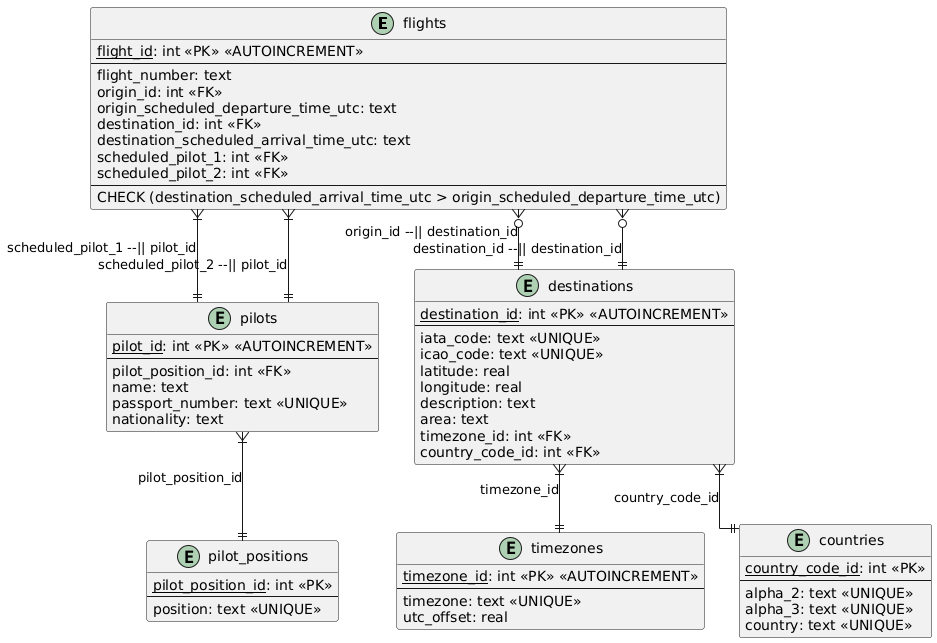 E flights
flight_id: int «PK» «AUTOINCREMENT»
flight_number: text
origin_id: int «FK»
origin_scheduled_departure_time_utc: text
destination_id: int «FK»
destination_scheduled_arrival_time_utc: text
scheduled_pilot_1: int «FK»
scheduled_pilot_2: int «FK»
CHECK (destination_scheduled_arrival_time_utc > origin_scheduled_departure_time_utc)
scheduled_pilot_1 --|| pilot_id
scheduled_pilot_2 --|| pilot_id
origin_id --|| destination_id
destination_id --|| destination_id
E pilots
pilot_id: int «PK» «AUTOINCREMENT»
pilot_position_id: int «FK»
name: text
passport_number: text «UNIQUE»
nationality: text
E destinations
destination_id: int «PK» «AUTOINCREMENT»
iata_code: text «UNIQUE»
icao_code: text «UNIQUE»
latitude: real
longitude: real
description: text
area: text
timezone_id: int «FK»
country_code_id: int «FK»
pilot_position_id
timezone_id
country_code_id
E pilot_positions
pilot_position_id: int «PK»
position: text «UNIQUE»
E timezones
timezone_id: int «PK» «AUTOINCREMENT»
timezone: text «UNIQUE»
utc_offset: real
E countries
country_code_id: int «PK»
alpha_2: text «UNIQUE»
alpha_3: text «UNIQUE»
country: text «UNIQUE»